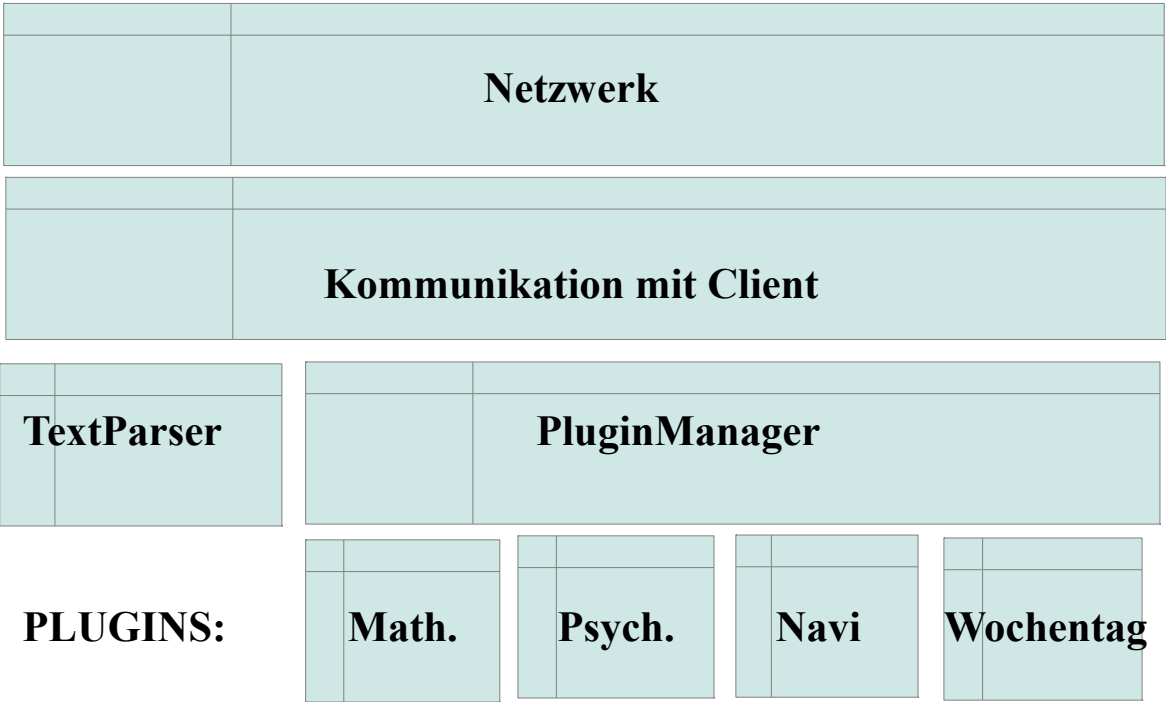 Netzwerk
Kommunikation mit Client
TextParser PluginManager
PLUGINS: Math. Psych. Navi Wochentag